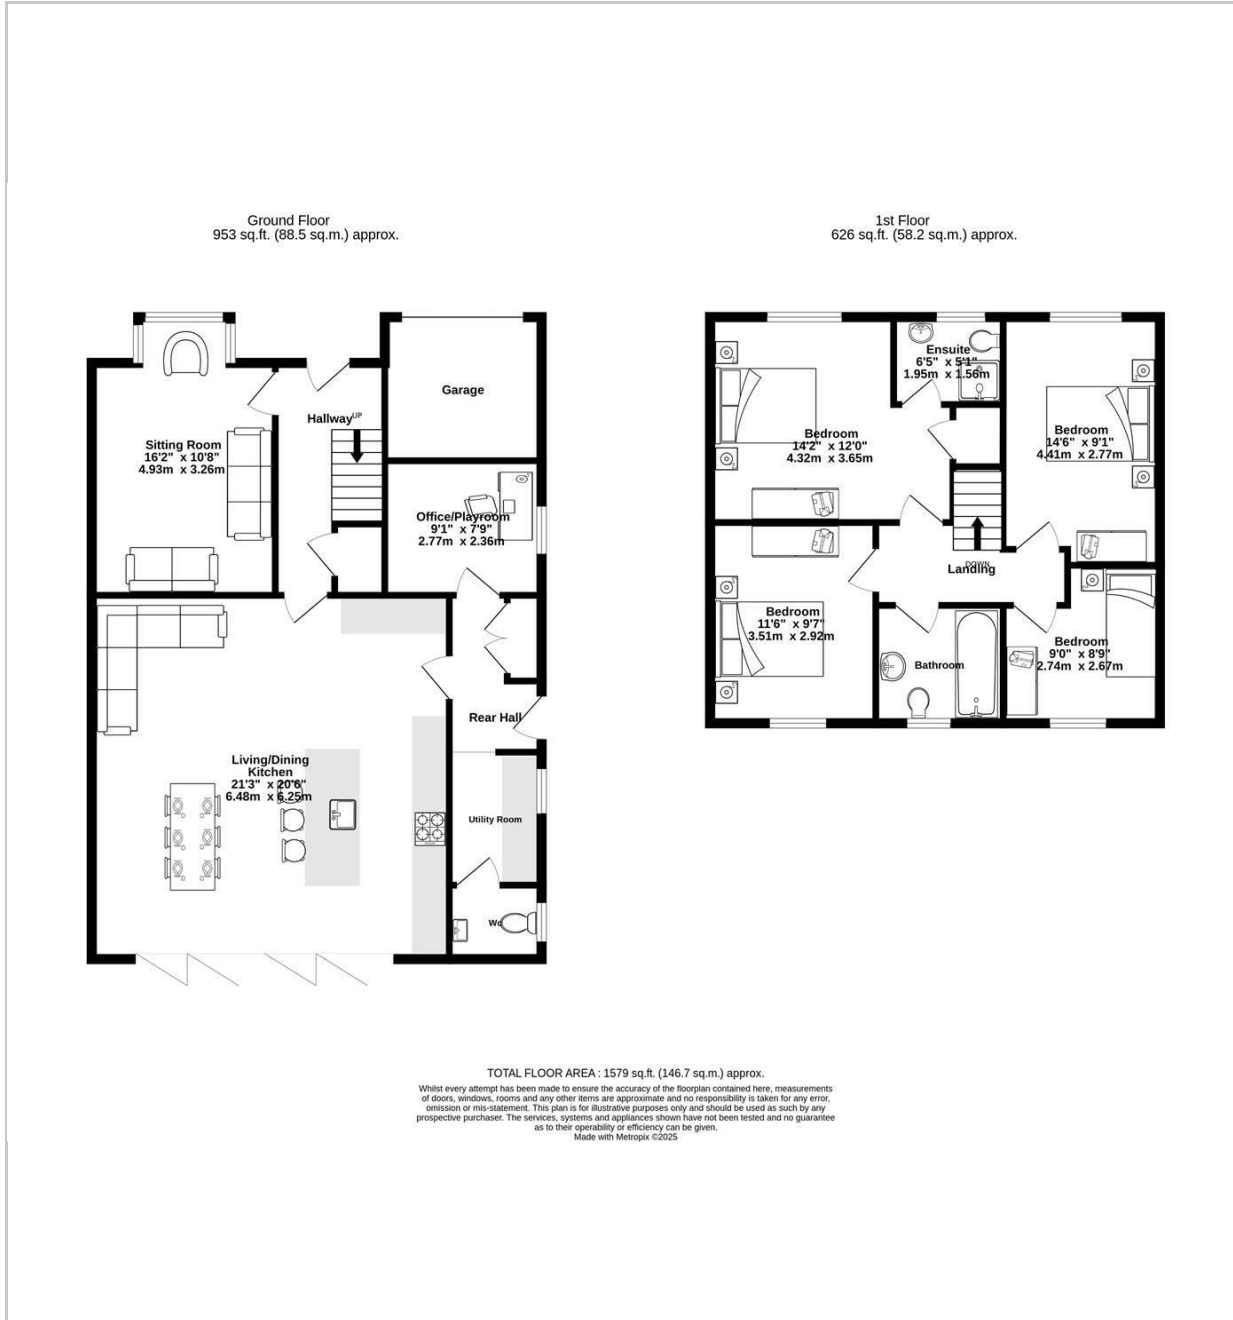 Ground Floor
953 sq.ft. (88.5 sq.m.) approx.
1st Floor
626 sq.ft. (58.2 sq.m.) approx.
Garage
Hallway
UP
Sitting Room
16'2" x 10'8"
4.93m x 3.26m
Office/Playroom
9'1" x 7'9"
2.77m x 2.36m
Rear Hall
Living/Dining
Kitchen
21'3" x 20'6"
6.48m x 6.25m
Utility Room
Wc
Ensuite
6'5" x 5'1"
1.95m x 1.56m
Bedroom
14'2" x 12'0"
4.32m x 3.65m
Bedroom
14'6" x 9'1"
4.41m x 2.77m
DOWN
Landing
Bedroom
11'6" x 9'7"
3.51m x 2.92m
Bathroom
Bedroom
9'0" x 8'9"
2.74m x 2.67m
TOTAL FLOOR AREA : 1579 sq.ft. (146.7 sq.m.) approx.
Whilst every attempt has been made to ensure the accuracy of the floorplan contained here, measurements
of doors, windows, rooms and any other items are approximate and no responsibility is taken for any error,
omission or mis-statement. This plan is for illustrative purposes only and should be used as such by any
prospective purchaser. The services, systems and appliances shown have not been tested and no guarantee
as to their operability or efficiency can be given.
Made with Metropix ©2025